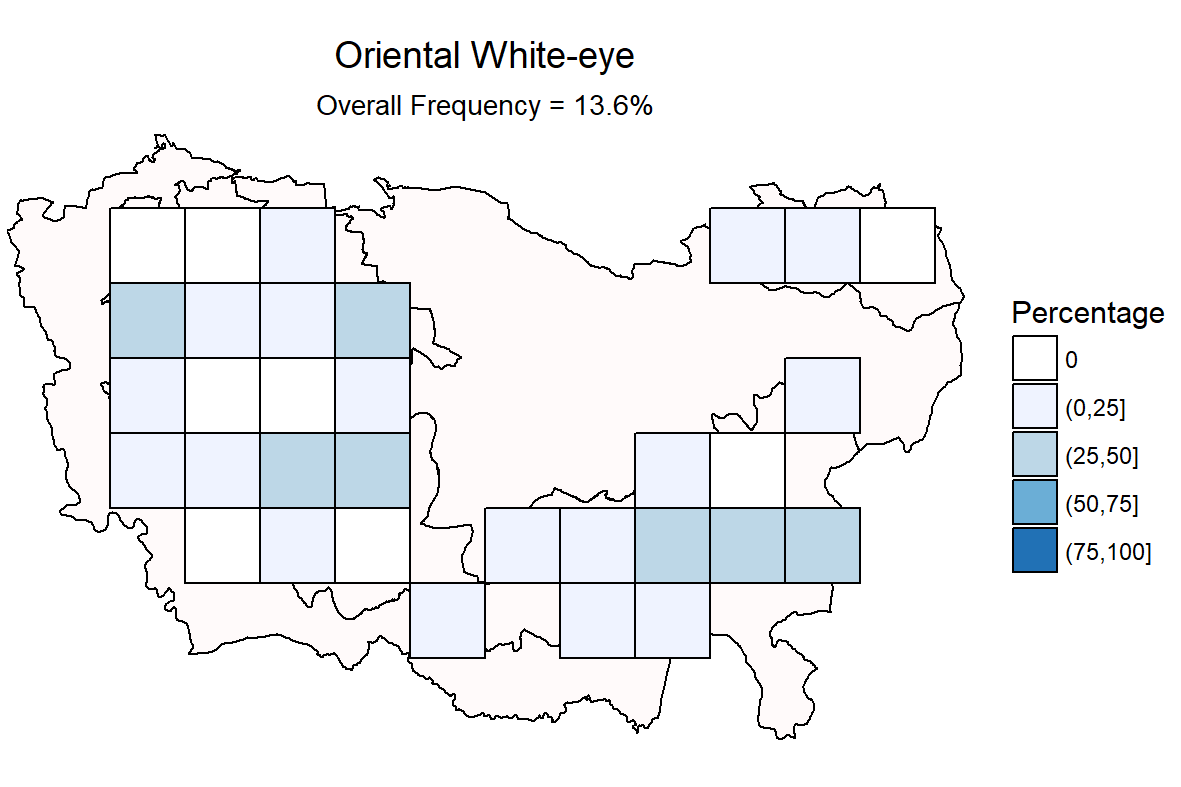 Oriental White-eye
Overall Frequency = 13.6%
Percentage
0
(0,25]
(25,50]
(50,75]
(75,100]